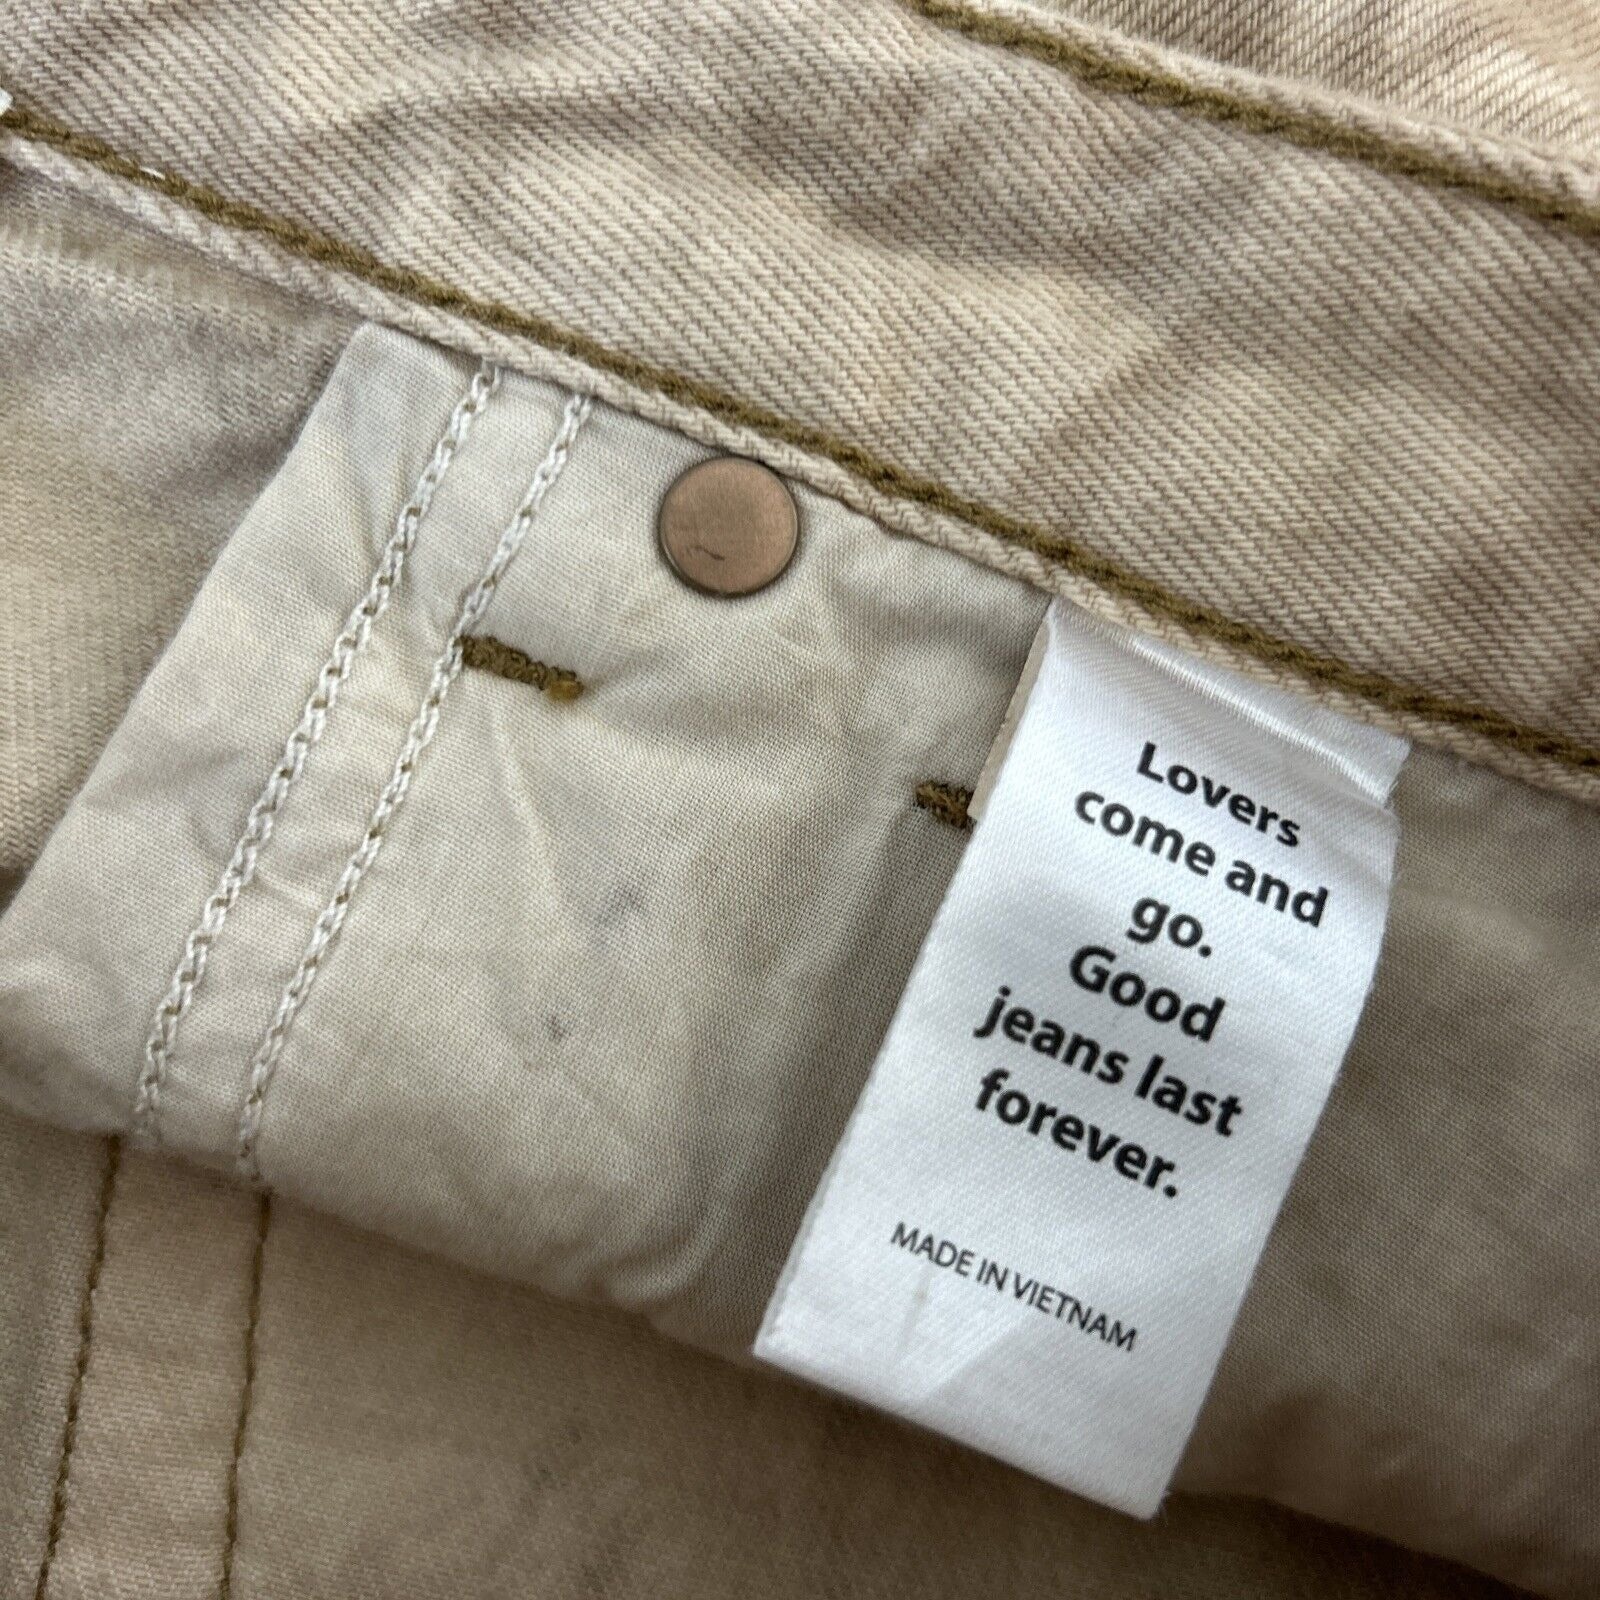 Lovers
come and
go.
Good
jeans last
forever.
MADE IN VIETNAM